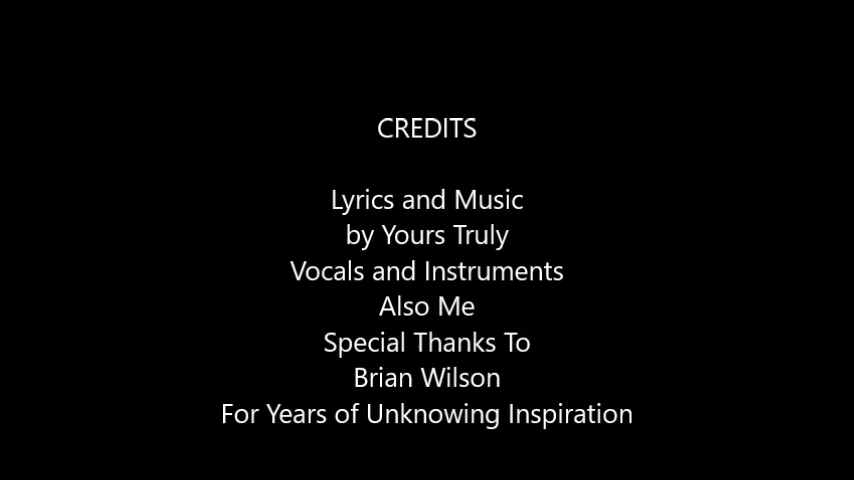 CREDITS
Lyrics and Music
by Yours Truly
Vocals and Instruments
Also Me
Special Thanks To
Brian Wilson
For Years of Unknowing Inspiration